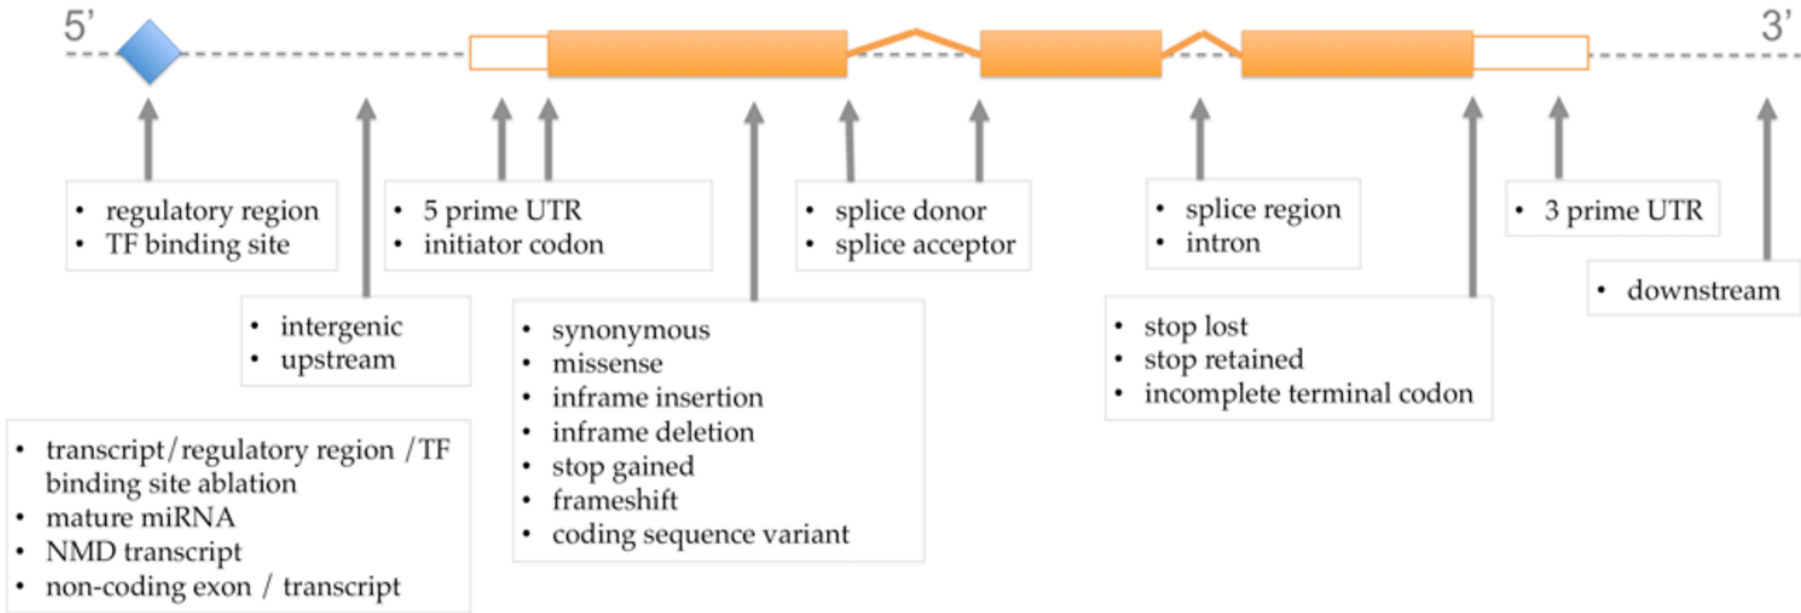 5’
3’
• regulatory region
• TF binding site
• 5 prime UTR
• initiator codon
• splice donor
• splice acceptor
• splice region
• intron
• 3 prime UTR
• downstream
• intergenic
• upstream
• synonymous
• missense
• inframe insertion
• inframe deletion
• stop gained
• frameshift
• coding sequence variant
• stop lost
• stop retained
• incomplete terminal codon
• transcript/regulatory region /TF
binding site ablation
• mature miRNA
• NMD transcript
• non-coding exon / transcript